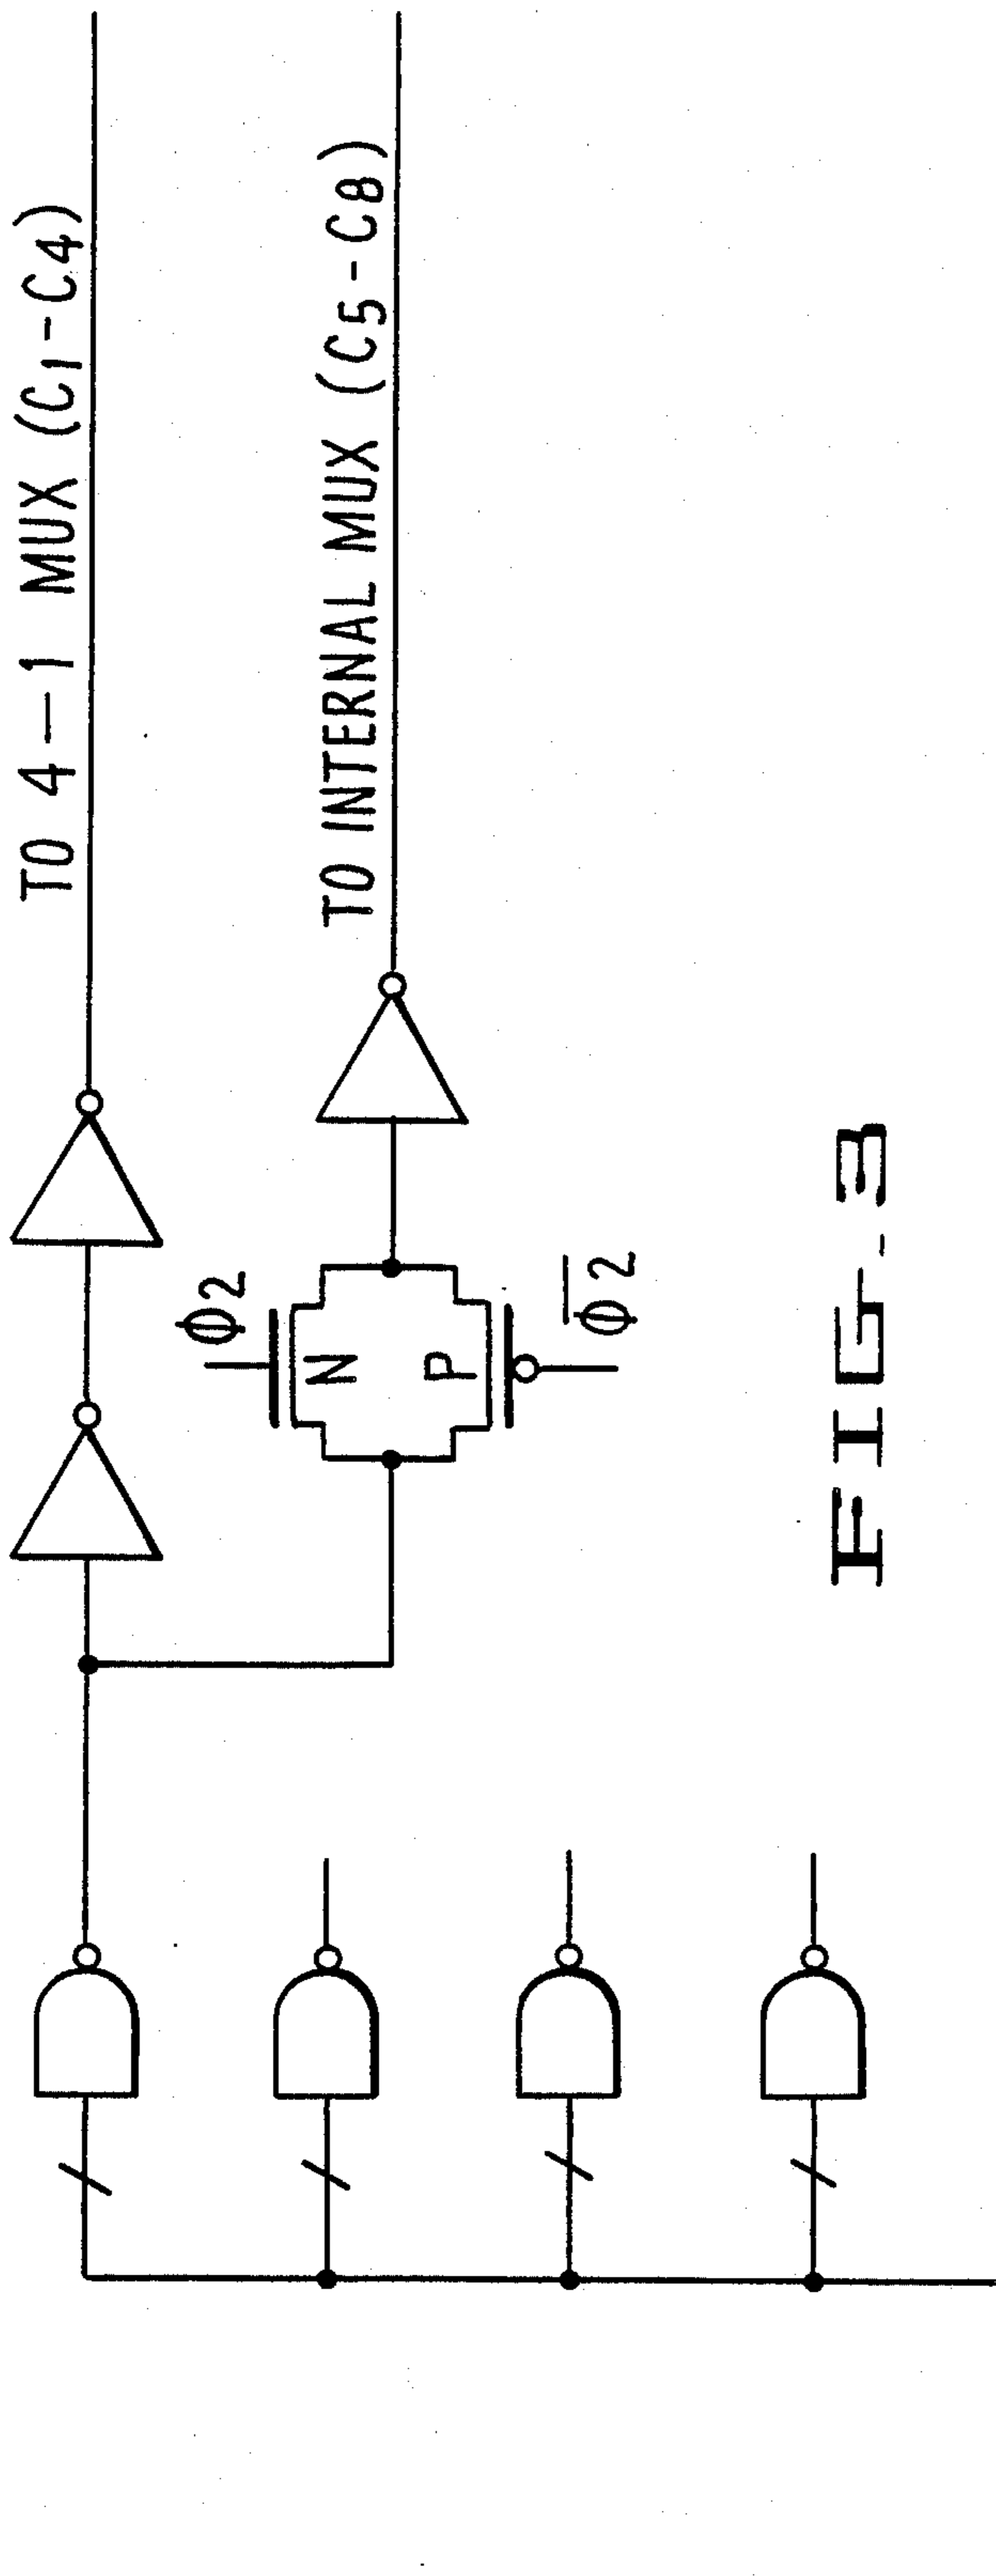 TO 4—1 MUX (C1-C4)
TO INTERNAL MUX (C5-C8)
ϕ2
N
P
ϕ̅2̅
FIG. 3